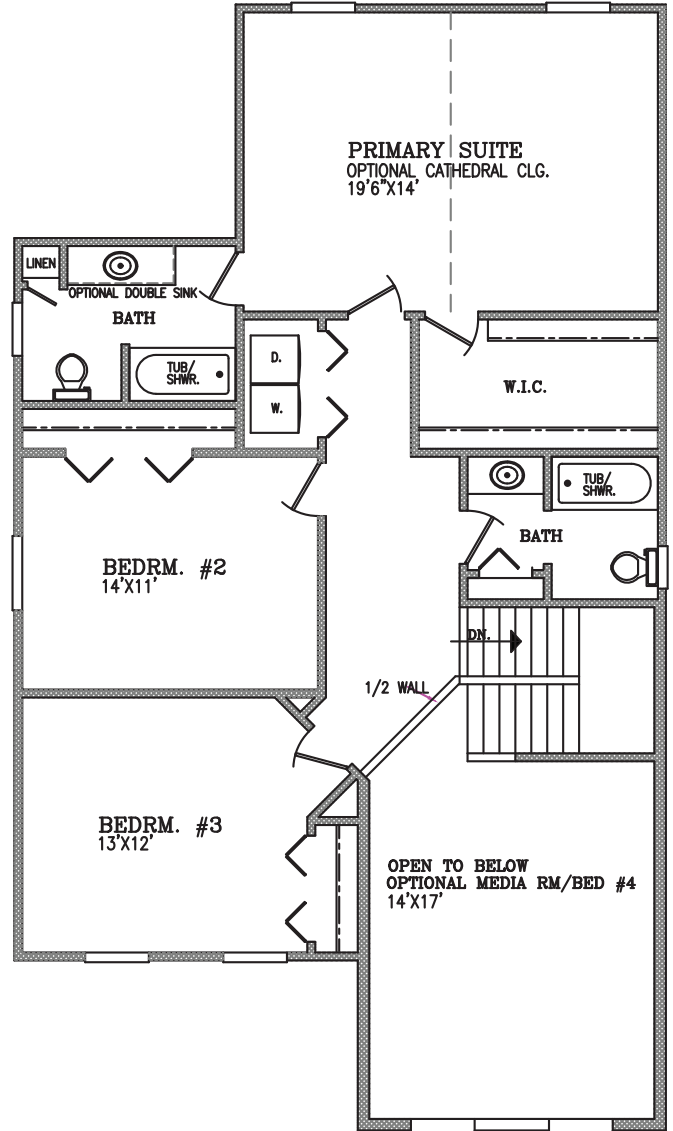 PRIMARY SUITE
OPTIONAL CATHEDRAL CLG.
19'6"X14'
LINEN
OPTIONAL DOUBLE SINK
BATH
TUB/
SHWR.
D.
W.
W.I.C.
TUB/
SHWR.
BATH
BEDRM. #2
14'X11'
DN.
1/2 WALL
BEDRM. #3
13'X12'
OPEN TO BELOW
OPTIONAL MEDIA RM/BED #4
14'X17'